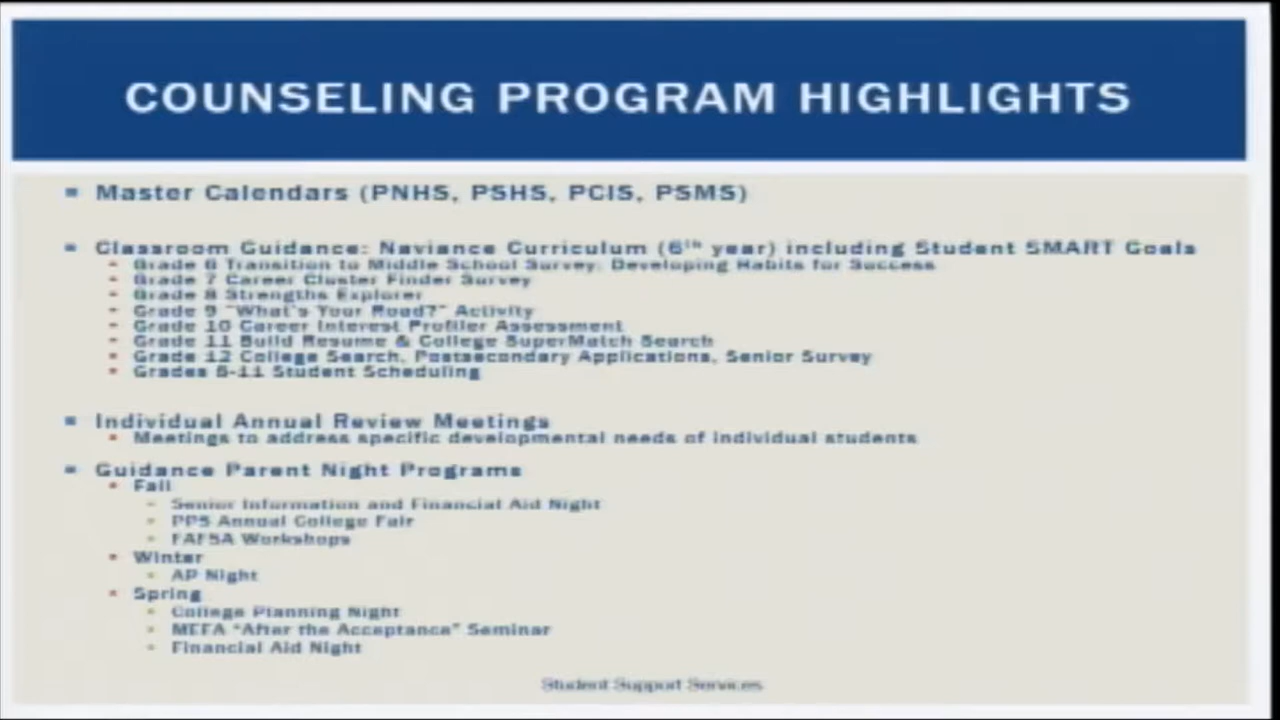 COUNSELING PROGRAM HIGHLIGHTS
Master Calendars (PNHS, PSHS, PCIS, PSMS)
Classroom Guidance: Naviance Curriculum (6th year) including Student SMART Goals
Grade 6 Transition to Middle School Survey; Developing Habits for Success
Grade 7 Career Cluster Finder Survey
Grade 8 Strengths Explorer
Grade 9 "What's Your Road?" Activity
Grade 10 Career Interest Profiler Assessment
Grade 11 Build Resume & College SuperMatch Search
Grade 12 College Search, Postsecondary Applications, Senior Survey
Grades Student Scheduling
Individual Annual Review Meetings
Meetings to address specific developmental needs of individual students
Guidance Parent Night Programs
Fall
Senior Information and Financial Aid Night
PPS Annual College Fair
FAFSA Workshops
Winter
AP Night
Spring
College Planning Night
MEFA "After the Acceptance" Seminar
Financial Aid Night
Student Support Services